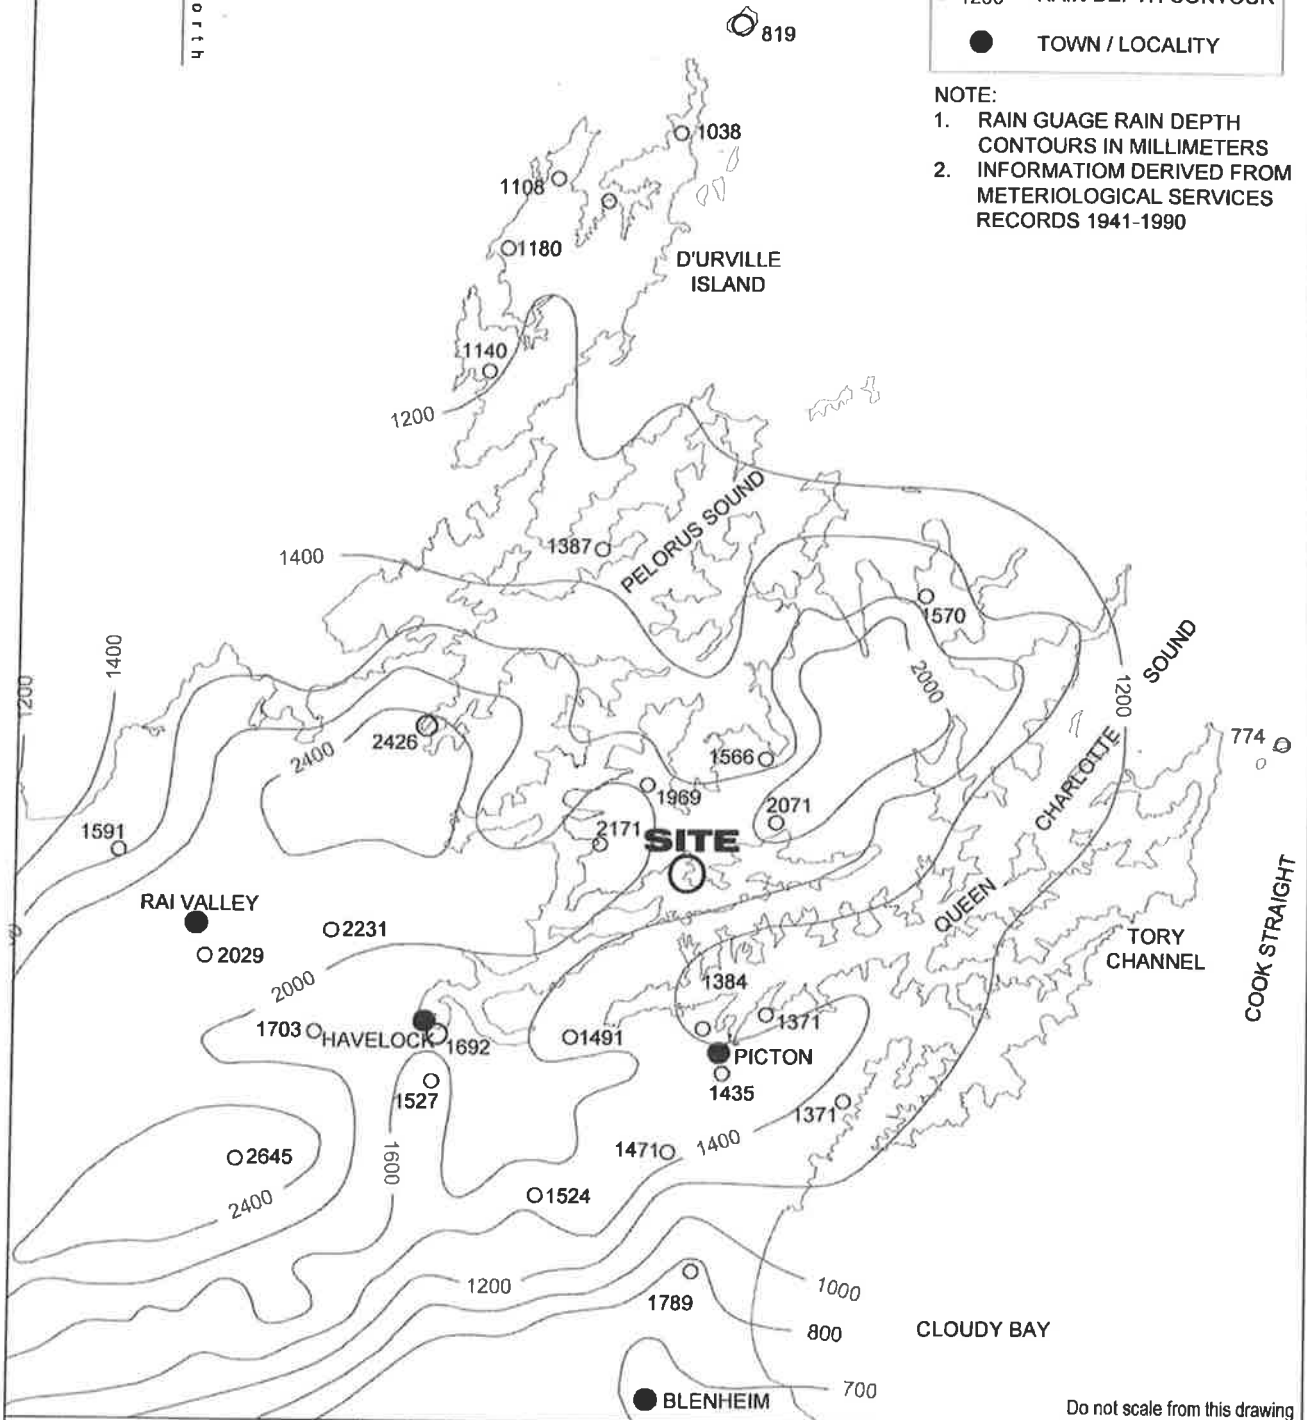 orth
TOWN / LOCALITY
NOTE:
1. RAIN GUAGE RAIN DEPTH
CONTOURS IN MILLIMETERS
2. INFORMATIOM DERIVED FROM
METERIOLOGICAL SERVICES
RECORDS 1941-1990
819
1038
1108
1180
D'URVILLE
ISLAND
1140
1200
PELORUS SOUND
1387
1400
1570
1400
1200
2000
1200
SOUND
CHARLOTTE
QUEEN
774
2426
2400
1566
1969
2071
1591
2171
SITE
RAI VALLEY
2231
2029
2000
TORY
CHANNEL
COOK STRAIGHT
1384
1703
HAVELOCK
1692
1491
1371
PICTON
1435
1527
1371
1600
1471
1400
2645
2400
1524
1200
1000
1789
800
CLOUDY BAY
700
BLENHEIM
Do not scale from this drawing